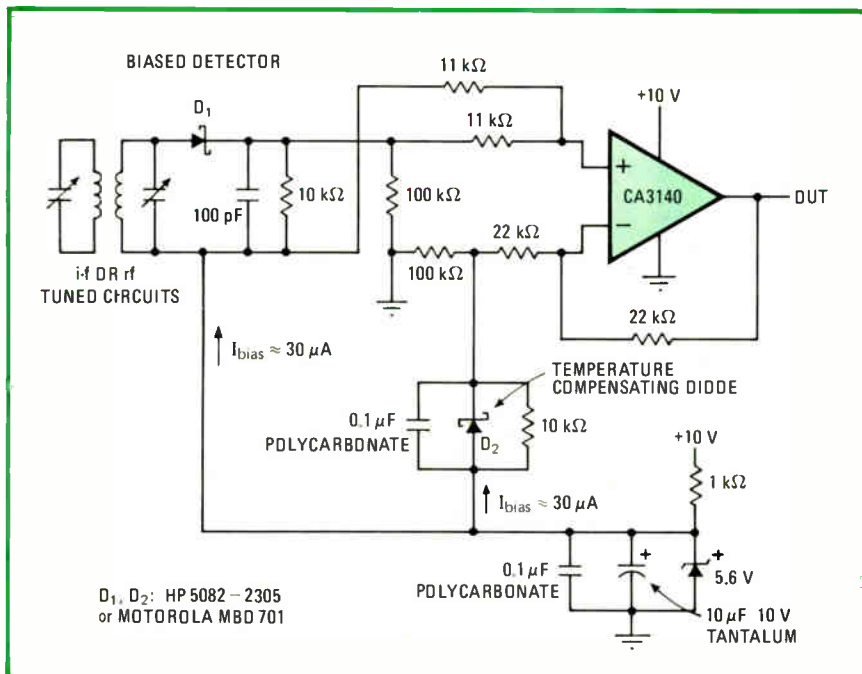 BIASED DETECTOR
D1
11 kΩ
11 kΩ
+10 V
+
CA3140
−
OUT
100 pF
10 kΩ
100 kΩ
100 kΩ
22 kΩ
22 kΩ
i-f OR rf
TUNED CIRCUITS
Ibias ≈ 30 μA
TEMPERATURE
COMPENSATING DIODE
0.1 μF
POLYCARBONATE
D2
10 kΩ
+10 V
1 kΩ
Ibias ≈ 30 μA
0.1 μF
POLYCARBONATE
+
+
5.6 V
10 μF 10 V
TANTALUM
D1, D2: HP 5082 – 2305
or MOTOROLA MBD 701